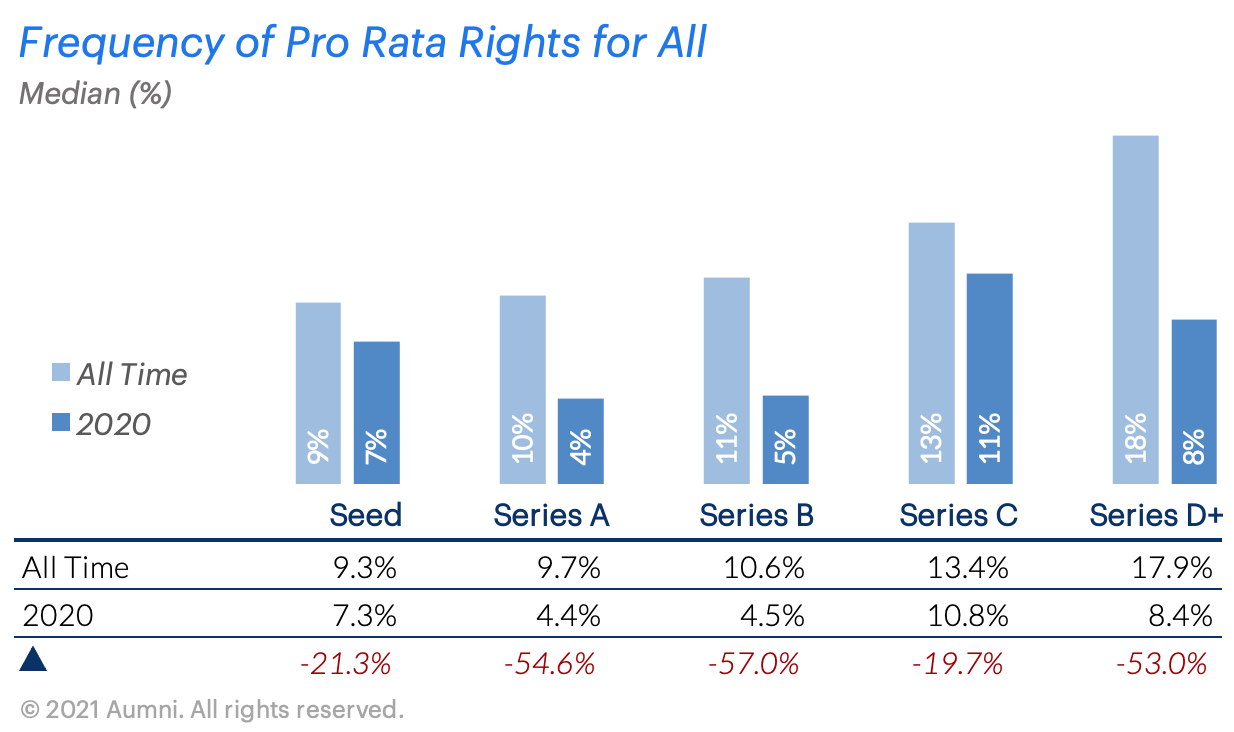 Frequency of Pro Rata Rights for All
Median (%)
All Time
2020
9% 7% 10% 4% 11% 5% 13% 11% 18% 8%
Seed Series A Series B Series C Series D+
All Time 9.3% 9.7% 10.6% 13.4% 17.9%
2020 7.3% 4.4% 4.5% 10.8% 8.4%
-21.3% -54.6% -57.0% -19.7% -53.0%
© 2021 Aumni. All rights reserved.